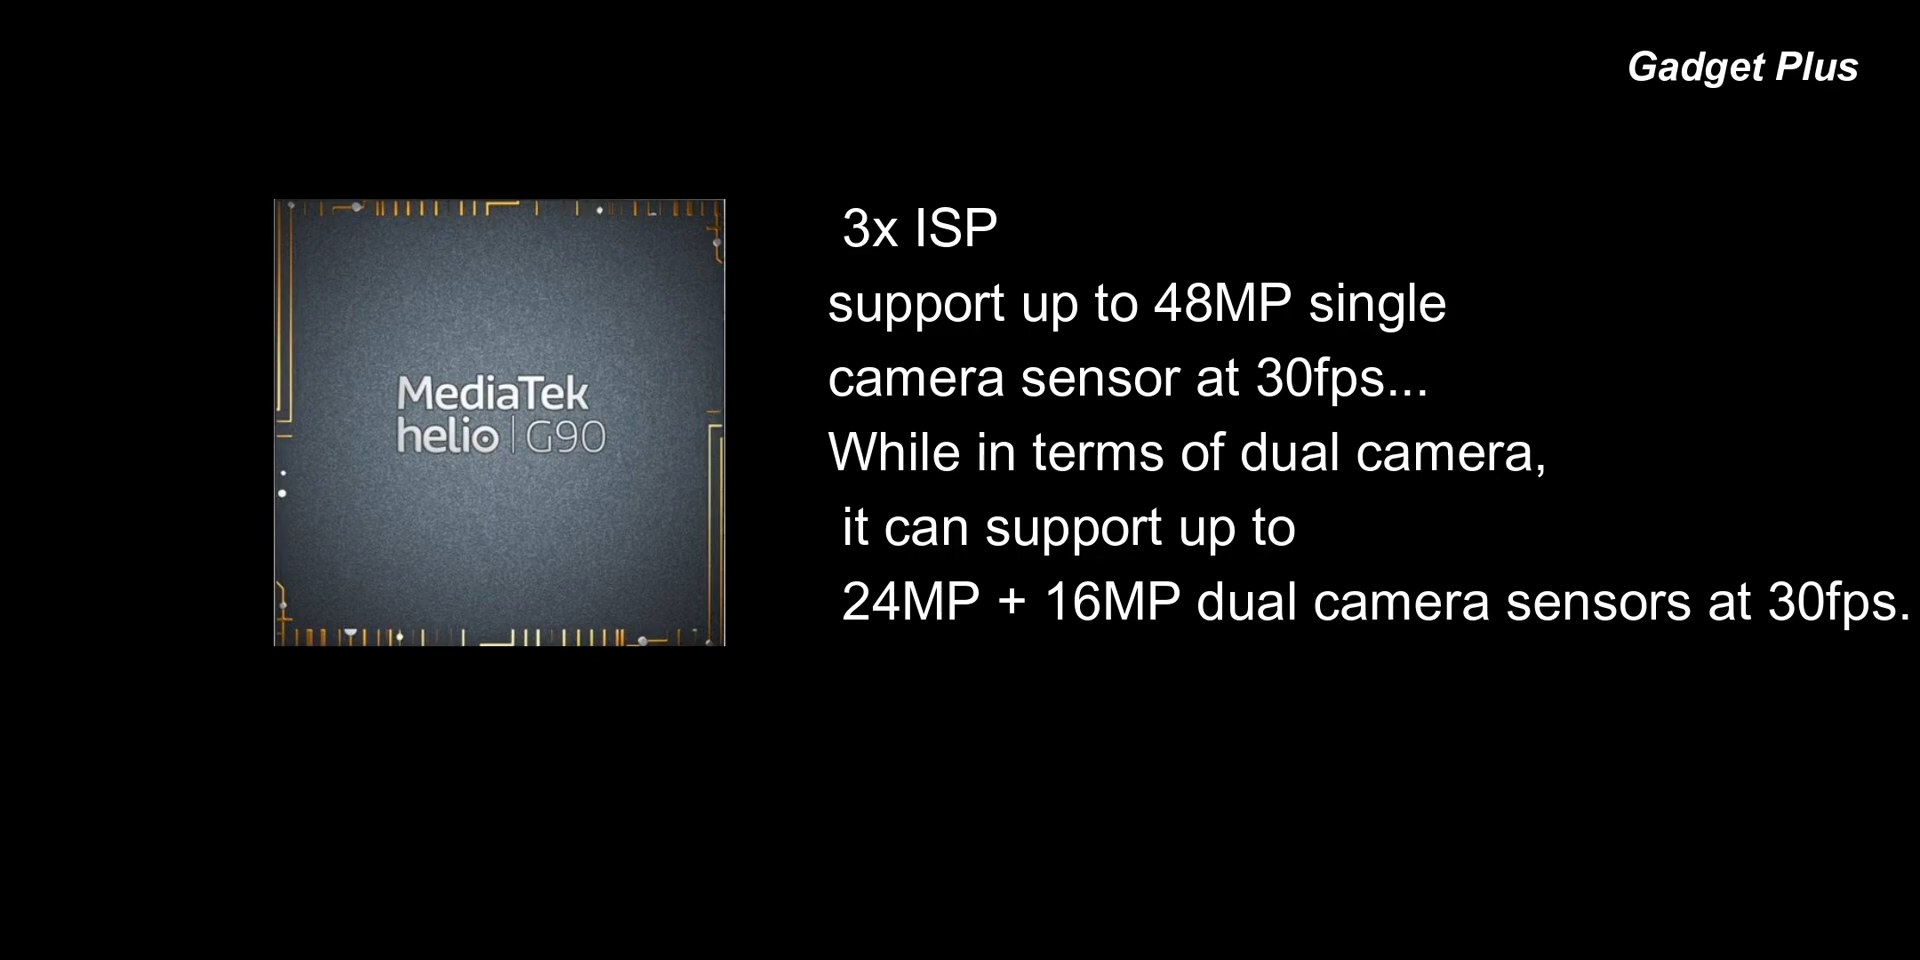 Gadget Plus
MediaTek
helio | G90
3x ISP
support up to 48MP single
camera sensor at 30fps...
While in terms of dual camera,
it can support up to
24MP + 16MP dual camera sensors at 30fps.